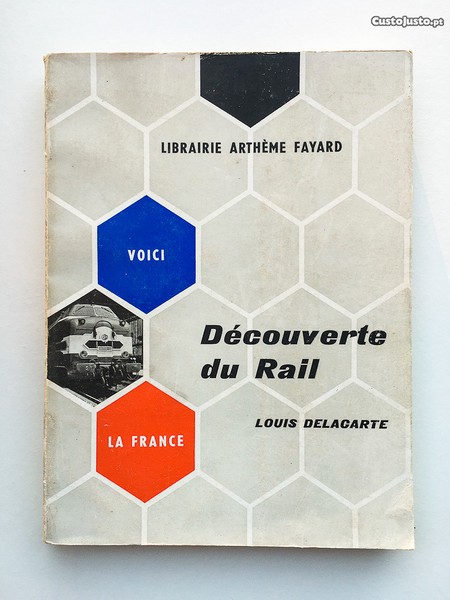 CustoJusto.pt
LIBRAIRIE ARTHÈME FAYARD
VOICI
Découverte
du Rail
LOUIS DELACARTE
LA FRANCE